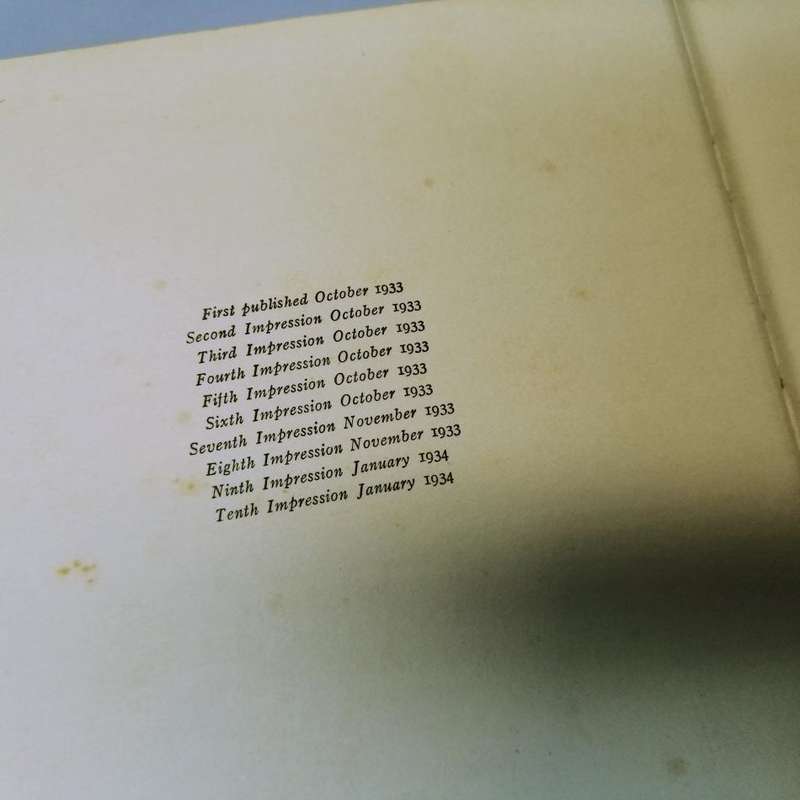 First published October 1933
Second Impression October 1933
Third Impression October 1933
Fourth Impression October 1933
Fifth Impression October 1933
Sixth Impression October 1933
Seventh Impression November 1933
Eighth Impression November 1933
Ninth Impression January 1934
Tenth Impression January 1934